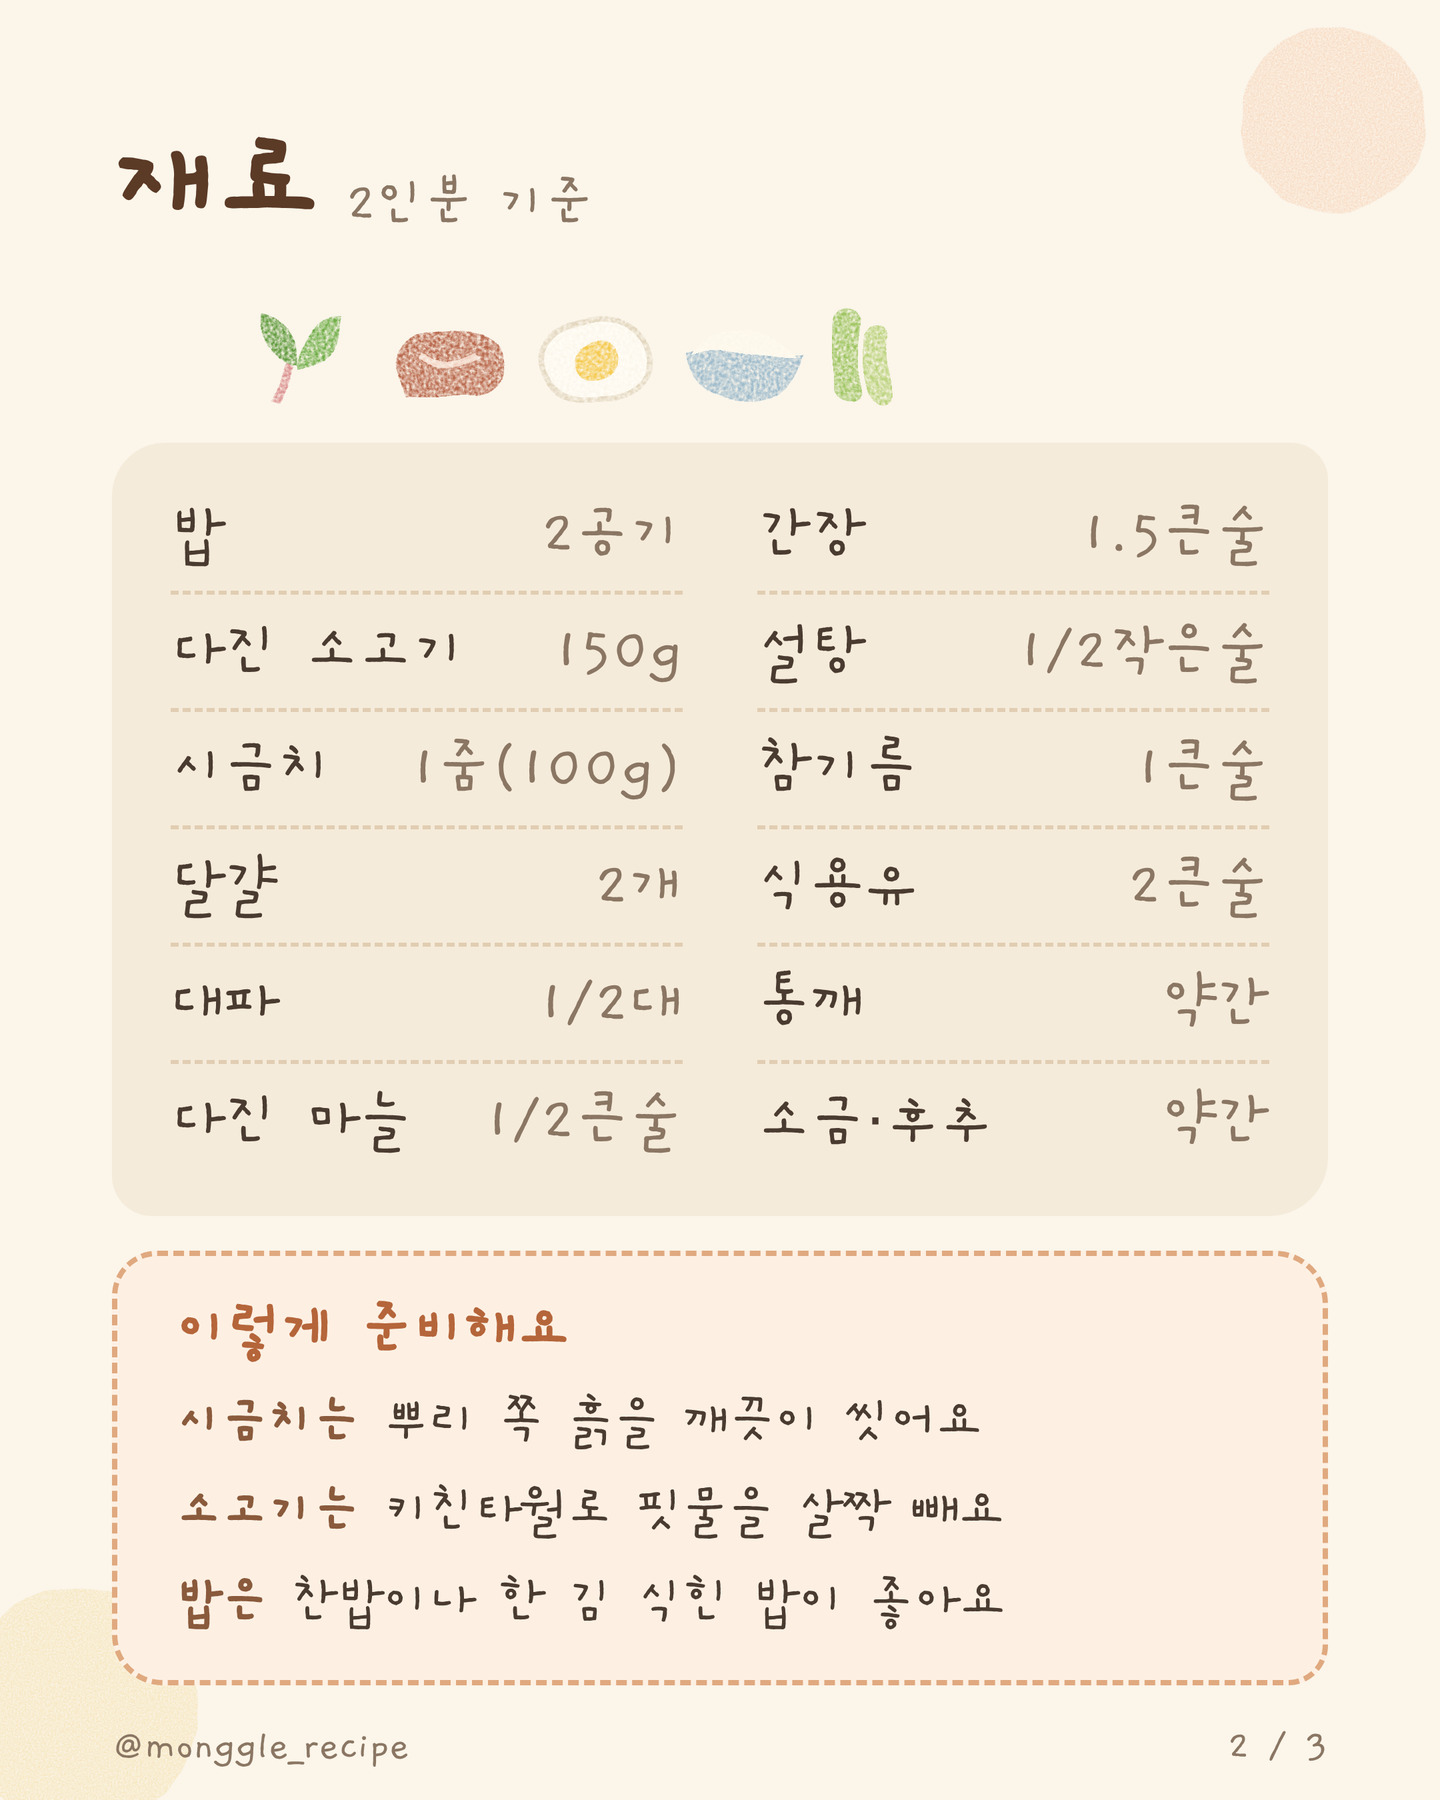 재료 2인분 기준
밥 2공기
다진 소고기 150g
시금치 1줌(100g)
달걀 2개
대파 1/2대
다진 마늘 1/2큰술
간장 1.5큰술
설탕 1/2작은술
참기름 1큰술
식용유 2큰술
통깨 약간
소금·후추 약간
이렇게 준비해요
시금치는 뿌리 쪽 흙을 깨끗이 씻어요
소고기는 키친타월로 핏물을 살짝 빼요
밥은 찬밥이나 한 김 식힌 밥이 좋아요
@monggle_recipe
2 / 3